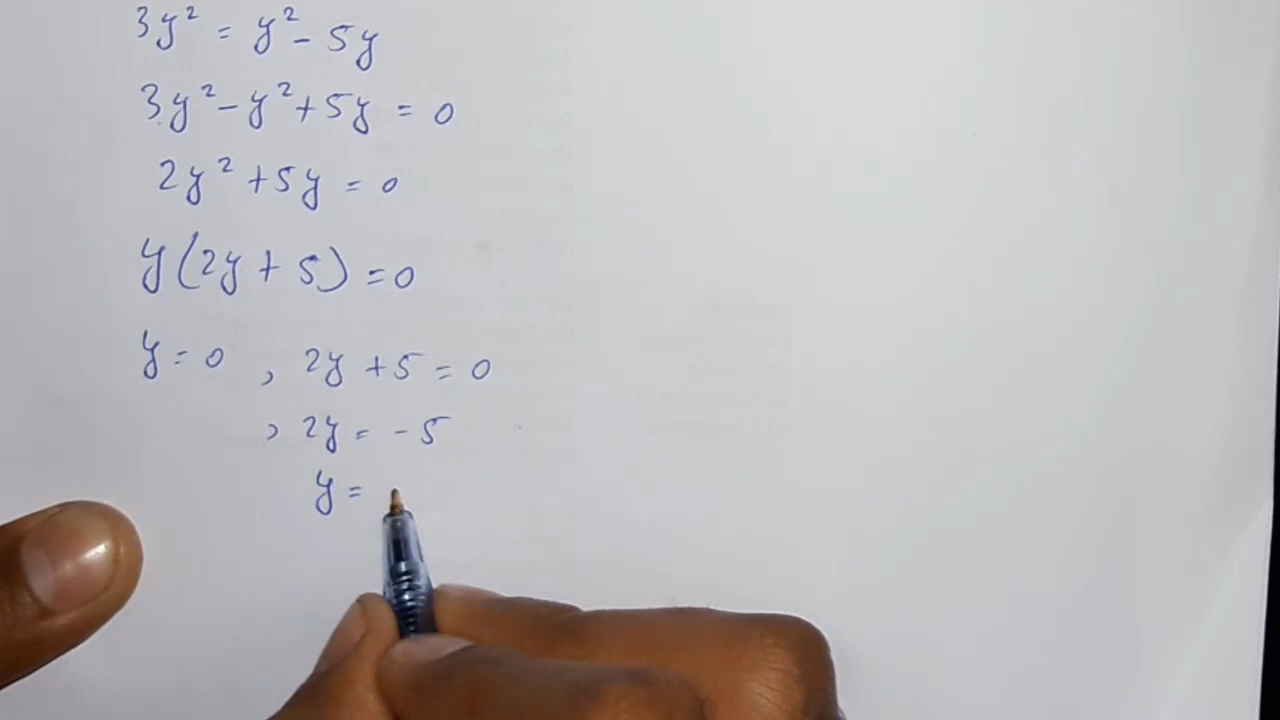 3y² = y² - 5y
3y² - y² + 5y = 0
2y² + 5y = 0
y(2y + 5) = 0
y = 0 , 2y + 5 = 0
, 2y = - 5
y =